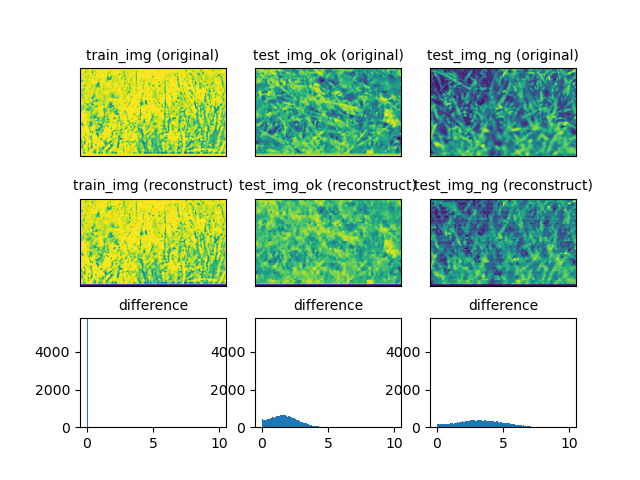 train_img (original) test_img_ok (original) test_img_ng (original)
train_img (reconstruct) test_img_ok (reconstruct) test_img_ng (reconstruct)
difference difference difference
4000 4000 4000
2000 2000 2000
0 0 0
0 5 10 0 5 10 0 5 10